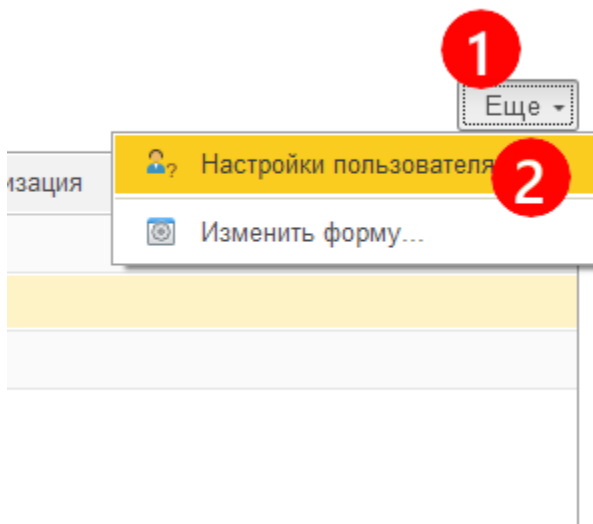 1
Еще
изация
Настройки пользователя
2
Изменить форму...